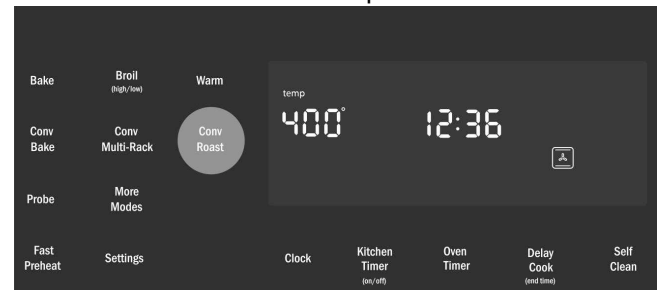 Bake
Broil
(high/low)
Warm
temp
400°
12:36
Conv
Bake
Conv
Multi-Rack
Conv
Roast
Probe
More
Modes
Fast
Preheat
Settings
Clock
Kitchen
Timer
(on/off)
Oven
Timer
Delay
Cook
(end time)
Self
Clean